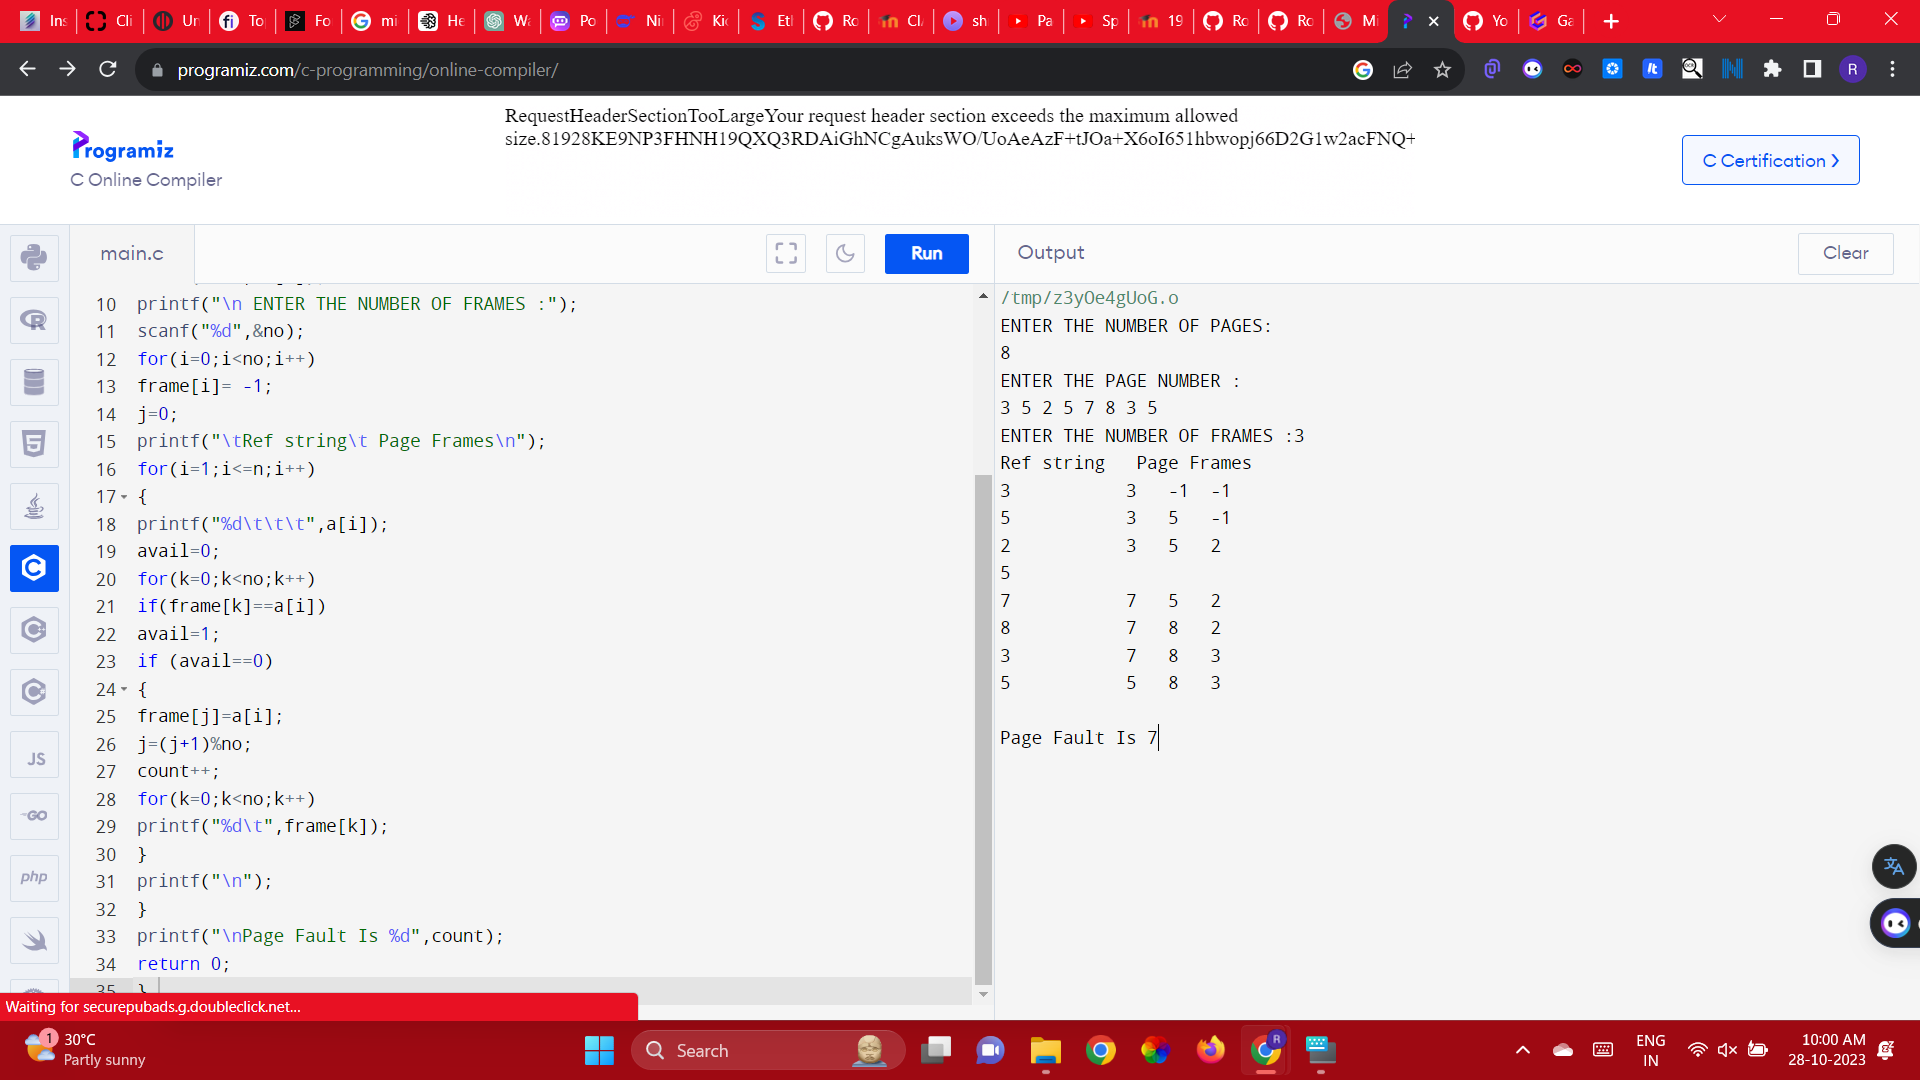 Ins
Cli
Un
To
Fo
mi
He
Wa
Po
Ni
Kic
Etl
Ro
Cl
sh
Pa
Sp
19
Ro
Ro
Mi
Yo
Ga
programiz.com/c-programming/online-compiler/
R
RequestHeaderSectionTooLargeYour request header section exceeds the maximum allowed
size.81928KE9NP3FHNH19QXQ3RDAiGhNCgAuksWO/UoAeAzF+tJOa+X6oI651hbwopj66D2G1w2acFNQ+
Programiz
C Online Compiler
C Certification
main.c
Run
Output
Clear
10 printf("\n ENTER THE NUMBER OF FRAMES :");
11 scanf("%d",&no);
12 for(i=0;i<no;i++)
13 frame[i]= -1;
14 j=0;
15 printf("\tRef string\t Page Frames\n");
16 for(i=1;i<=n;i++)
17 {
18 printf("%d\t\t\t",a[i]);
19 avail=0;
20 for(k=0;k<no;k++)
21 if(frame[k]==a[i])
22 avail=1;
23 if (avail==0)
24 {
25 frame[j]=a[i];
26 j=(j+1)%no;
27 count++;
28 for(k=0;k<no;k++)
29 printf("%d\t",frame[k]);
30 }
31 printf("\n");
32 }
33 printf("\nPage Fault Is %d",count);
34 return 0;
35 }
/tmp/z3yOe4gUoG.o
ENTER THE NUMBER OF PAGES:
8
ENTER THE PAGE NUMBER :
3 5 2 5 7 8 3 5
ENTER THE NUMBER OF FRAMES :3
Ref string Page Frames
3 3 -1 -1
5 3 5 -1
2 3 5 2
5
7 7 5 2
8 7 8 2
3 7 8 3
5 5 8 3
Page Fault Is 7
JS
GO
php
Waiting for securepubads.g.doubleclick.net...
1
30°C
Partly sunny
Search
R
ENG
IN
10:00 AM
28-10-2023